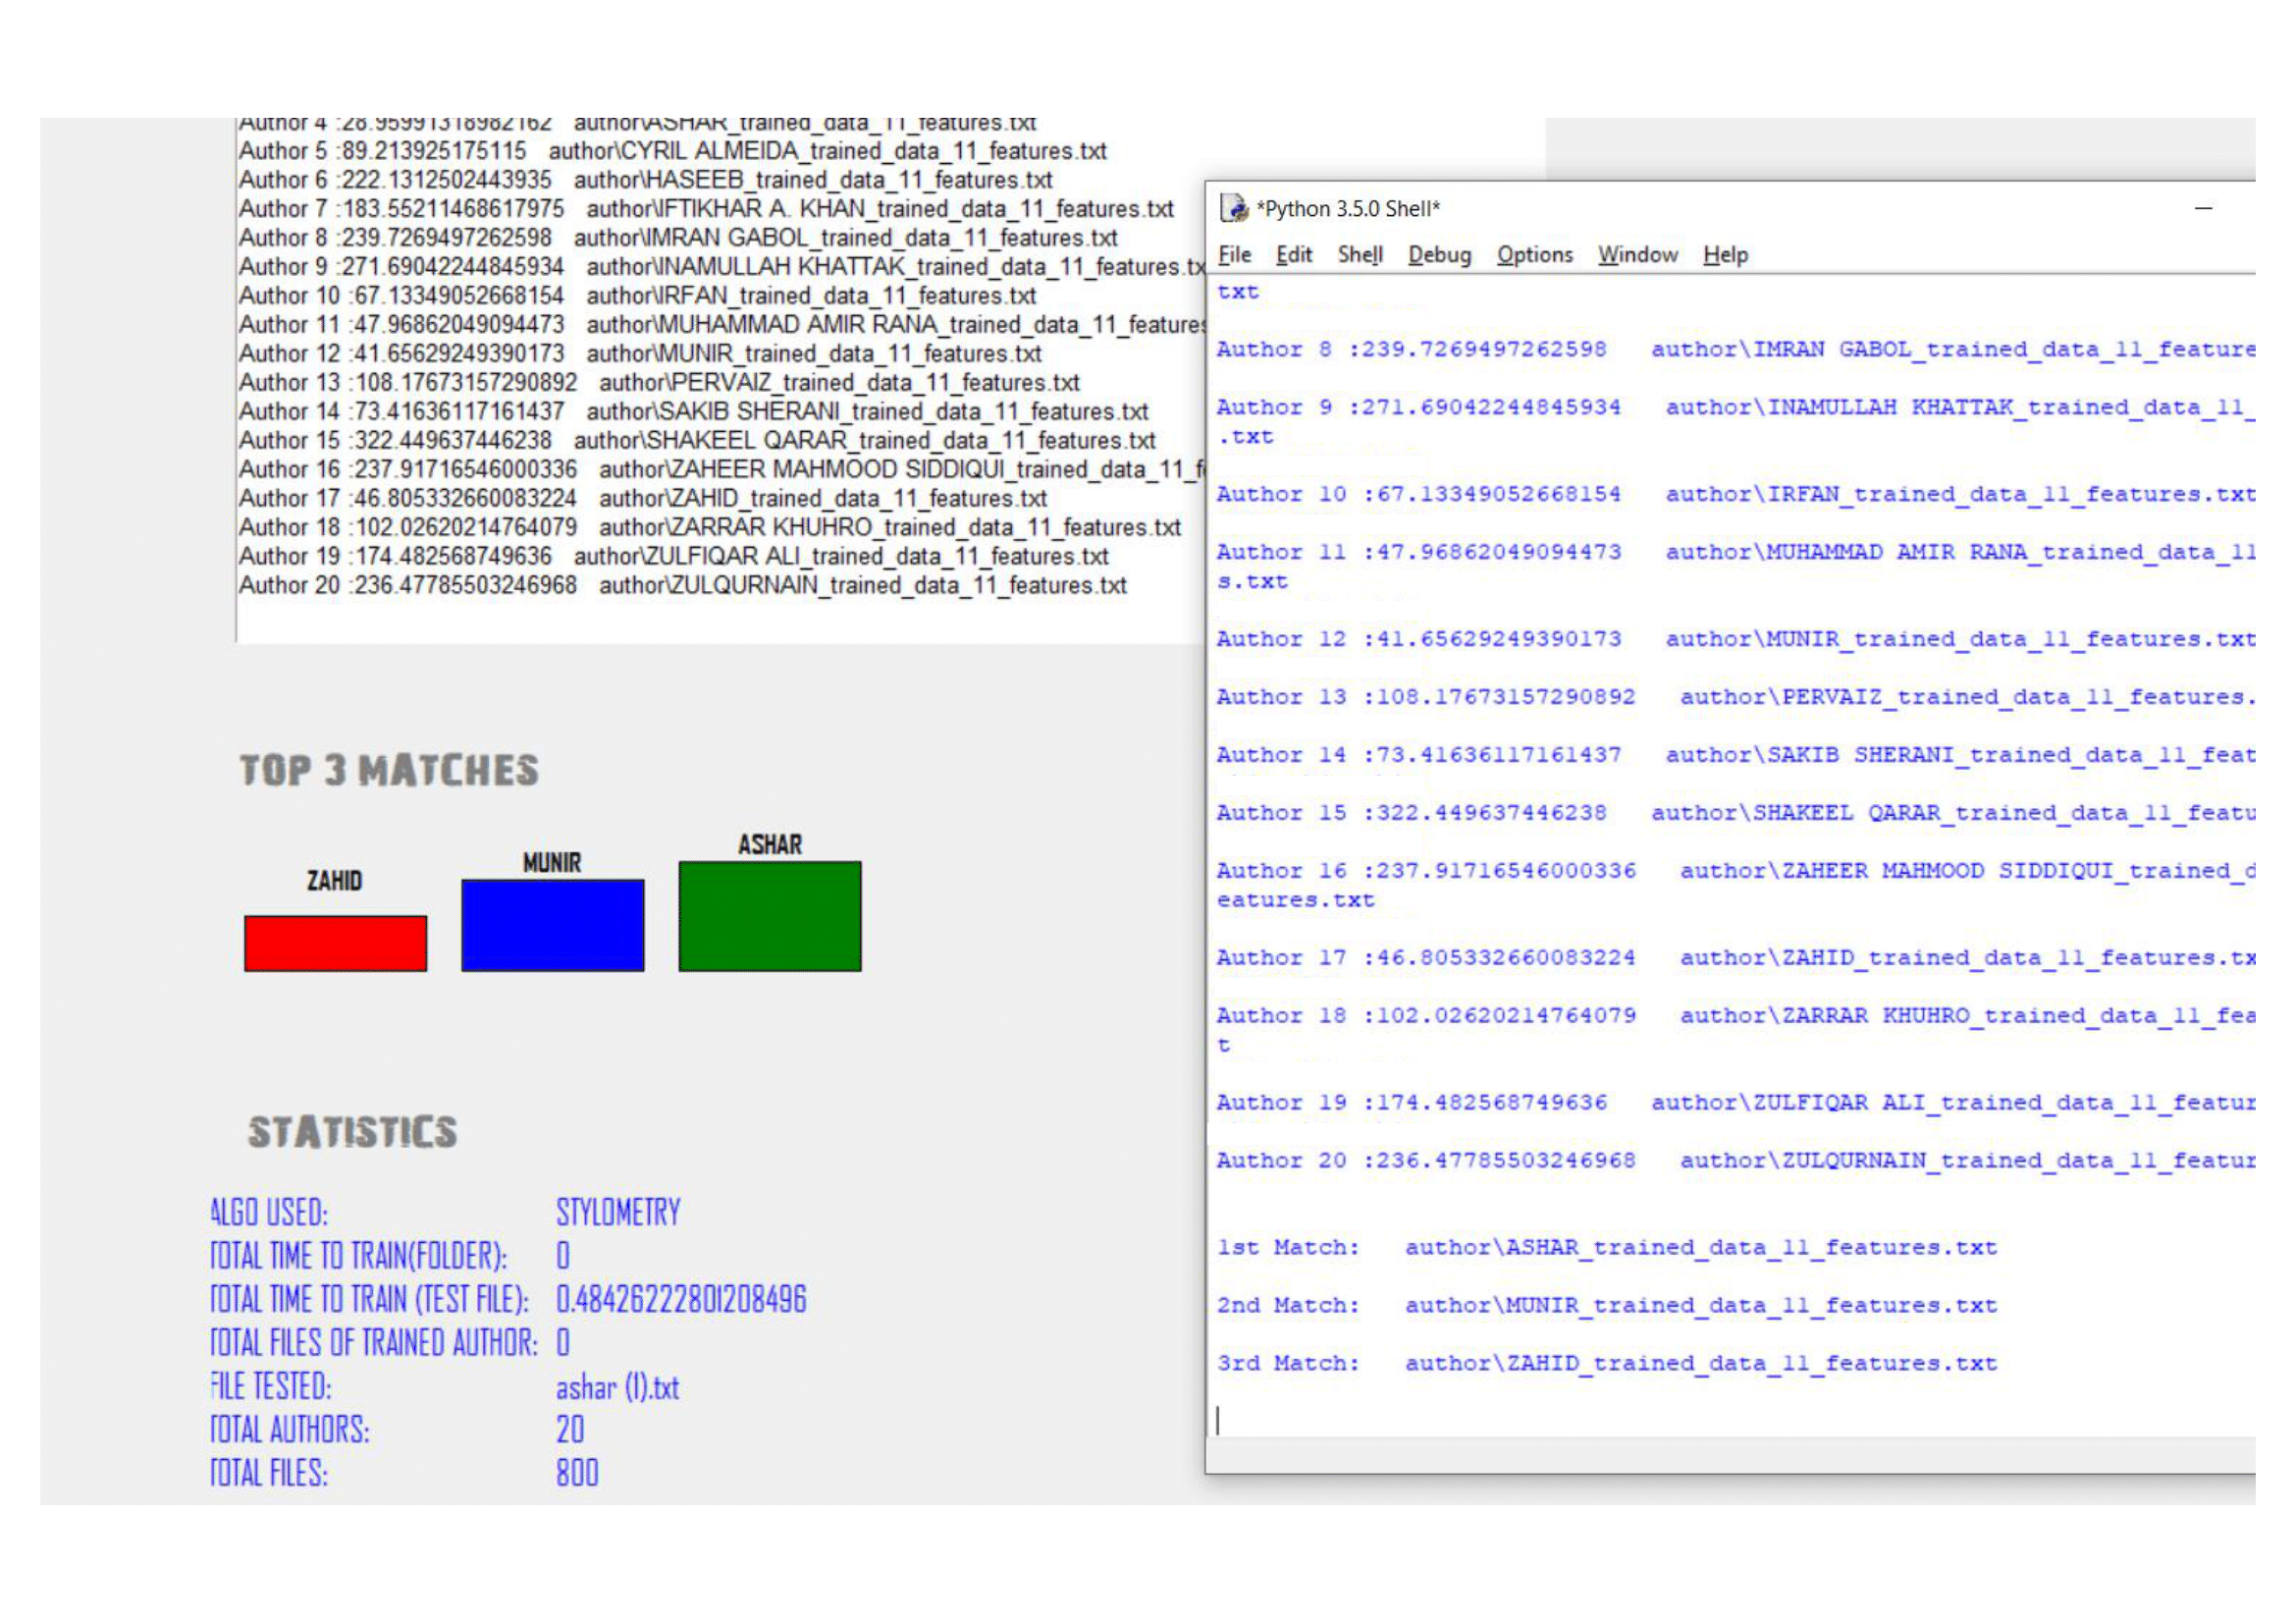 Author 4 :28.95991318982162 author\ASHAR_trained_data_11_features.txt
Author 5 :89.213925175115 author\CYRIL ALMEIDA_trained_data_11_features.txt
Author 6 :222.1312502443935 author\HASEEB_trained_data_11_features.txt
Author 7 :183.55211468617975 author\IFTIKHAR A. KHAN_trained_data_11_features.txt
Author 8 :239.7269497262598 author\IMRAN GABOL_trained_data_11_features.txt
Author 9 :271.69042244845934 author\INAMULLAH KHATTAK_trained_data_11_features.tx
Author 10 :67.13349052668154 author\IRFAN_trained_data_11_features.txt
Author 11 :47.96862049094473 author\MUHAMMAD AMIR RANA_trained_data_11_features
Author 12 :41.65629249390173 author\MUNIR_trained_data_11_features.txt
Author 13 :108.17673157290892 author\PERVAIZ_trained_data_11_features.txt
Author 14 :73.41636117161437 author\SAKIB SHERANI_trained_data_11_features.txt
Author 15 :322.449637446238 author\SHAKEEL QARAR_trained_data_11_features.txt
Author 16 :237.91716546000336 author\ZAHEER MAHMOOD SIDDIQUI_trained_data_11_f
Author 17 :46.805332660083224 author\ZAHID_trained_data_11_features.txt
Author 18 :102.02620214764079 author\ZARRAR KHUHRO_trained_data_11_features.txt
Author 19 :174.482568749636 author\ZULFIQAR ALI_trained_data_11_features.txt
Author 20 :236.47785503246968 author\ZULQURNAIN_trained_data_11_features.txt
TOP 3 MATCHES
ZAHID
MUNIR
ASHAR
STATISTICS
ALGO USED: STYLOMETRY
TOTAL TIME TO TRAIN(FOLDER): 0
TOTAL TIME TO TRAIN (TEST FILE): 0.48426222801208496
TOTAL FILES OF TRAINED AUTHOR: 0
FILE TESTED: ashar (1).txt
TOTAL AUTHORS: 20
TOTAL FILES: 800
*Python 3.5.0 Shell*
File Edit Shell Debug Options Window Help
txt
Author 8 :239.7269497262598 author\IMRAN GABOL_trained_data_11_feature
Author 9 :271.69042244845934 author\INAMULLAH KHATTAK_trained_data_11_
.txt
Author 10 :67.13349052668154 author\IRFAN_trained_data_11_features.txt
Author 11 :47.96862049094473 author\MUHAMMAD AMIR RANA_trained_data_11
s.txt
Author 12 :41.65629249390173 author\MUNIR_trained_data_11_features.txt
Author 13 :108.17673157290892 author\PERVAIZ_trained_data_11_features.
Author 14 :73.41636117161437 author\SAKIB SHERANI_trained_data_11_feat
Author 15 :322.449637446238 author\SHAKEEL QARAR_trained_data_11_featu
Author 16 :237.91716546000336 author\ZAHEER MAHMOOD SIDDIQUI_trained_d
eatures.txt
Author 17 :46.805332660083224 author\ZAHID_trained_data_11_features.tx
Author 18 :102.02620214764079 author\ZARRAR KHUHRO_trained_data_11_fea
t
Author 19 :174.482568749636 author\ZULFIQAR ALI_trained_data_11_featur
Author 20 :236.47785503246968 author\ZULQURNAIN_trained_data_11_featur
1st Match: author\ASHAR_trained_data_11_features.txt
2nd Match: author\MUNIR_trained_data_11_features.txt
3rd Match: author\ZAHID_trained_data_11_features.txt